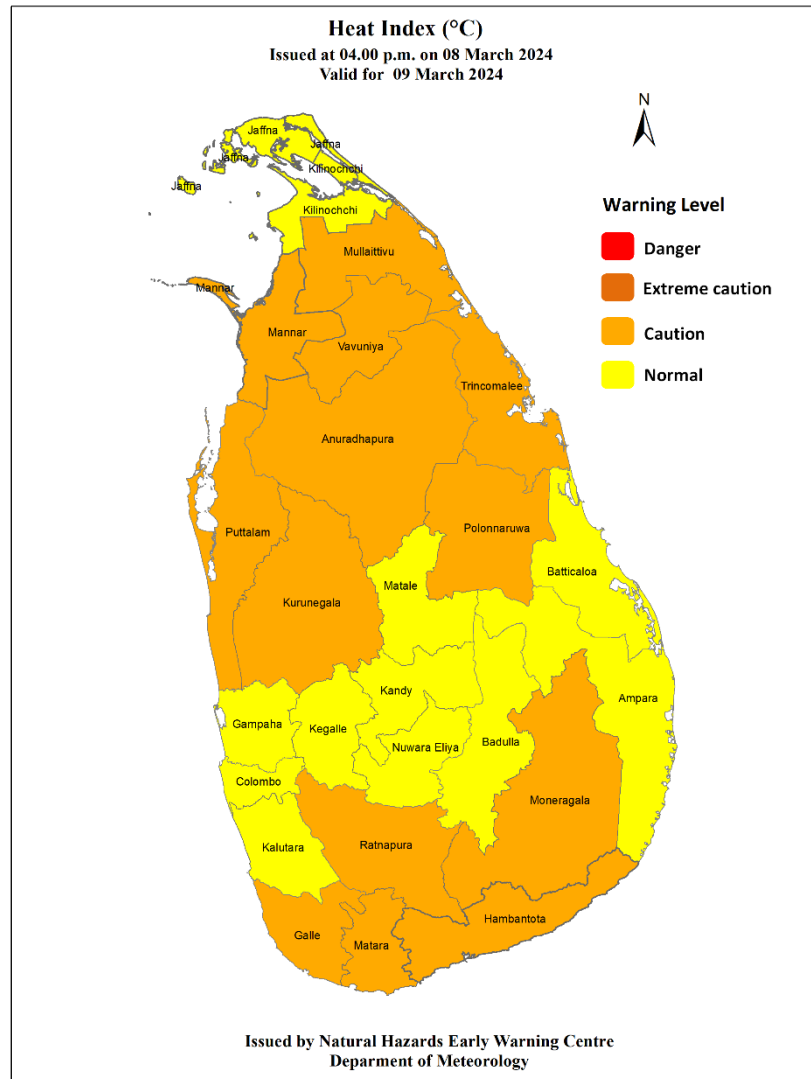 Heat Index (°C)
Issued at 04.00 p.m. on 08 March 2024
Valid for 09 March 2024
N
Jaffna
Jaffna
Jaffna
Kilinochchi
Jaffna
Kilinochchi
Warning Level
Danger
Extreme caution
Caution
Normal
Mullaittivu
Mannar
Mannar
Vavuniya
Trincomalee
Anuradhapura
Puttalam
Polonnaruwa
Batticaloa
Matale
Kurunegala
Kandy
Ampara
Gampaha
Kegalle
Nuwara Eliya
Badulla
Colombo
Moneragala
Kalutara
Ratnapura
Hambantota
Galle
Matara
Issued by Natural Hazards Early Warning Centre
Deparment of Meteorology